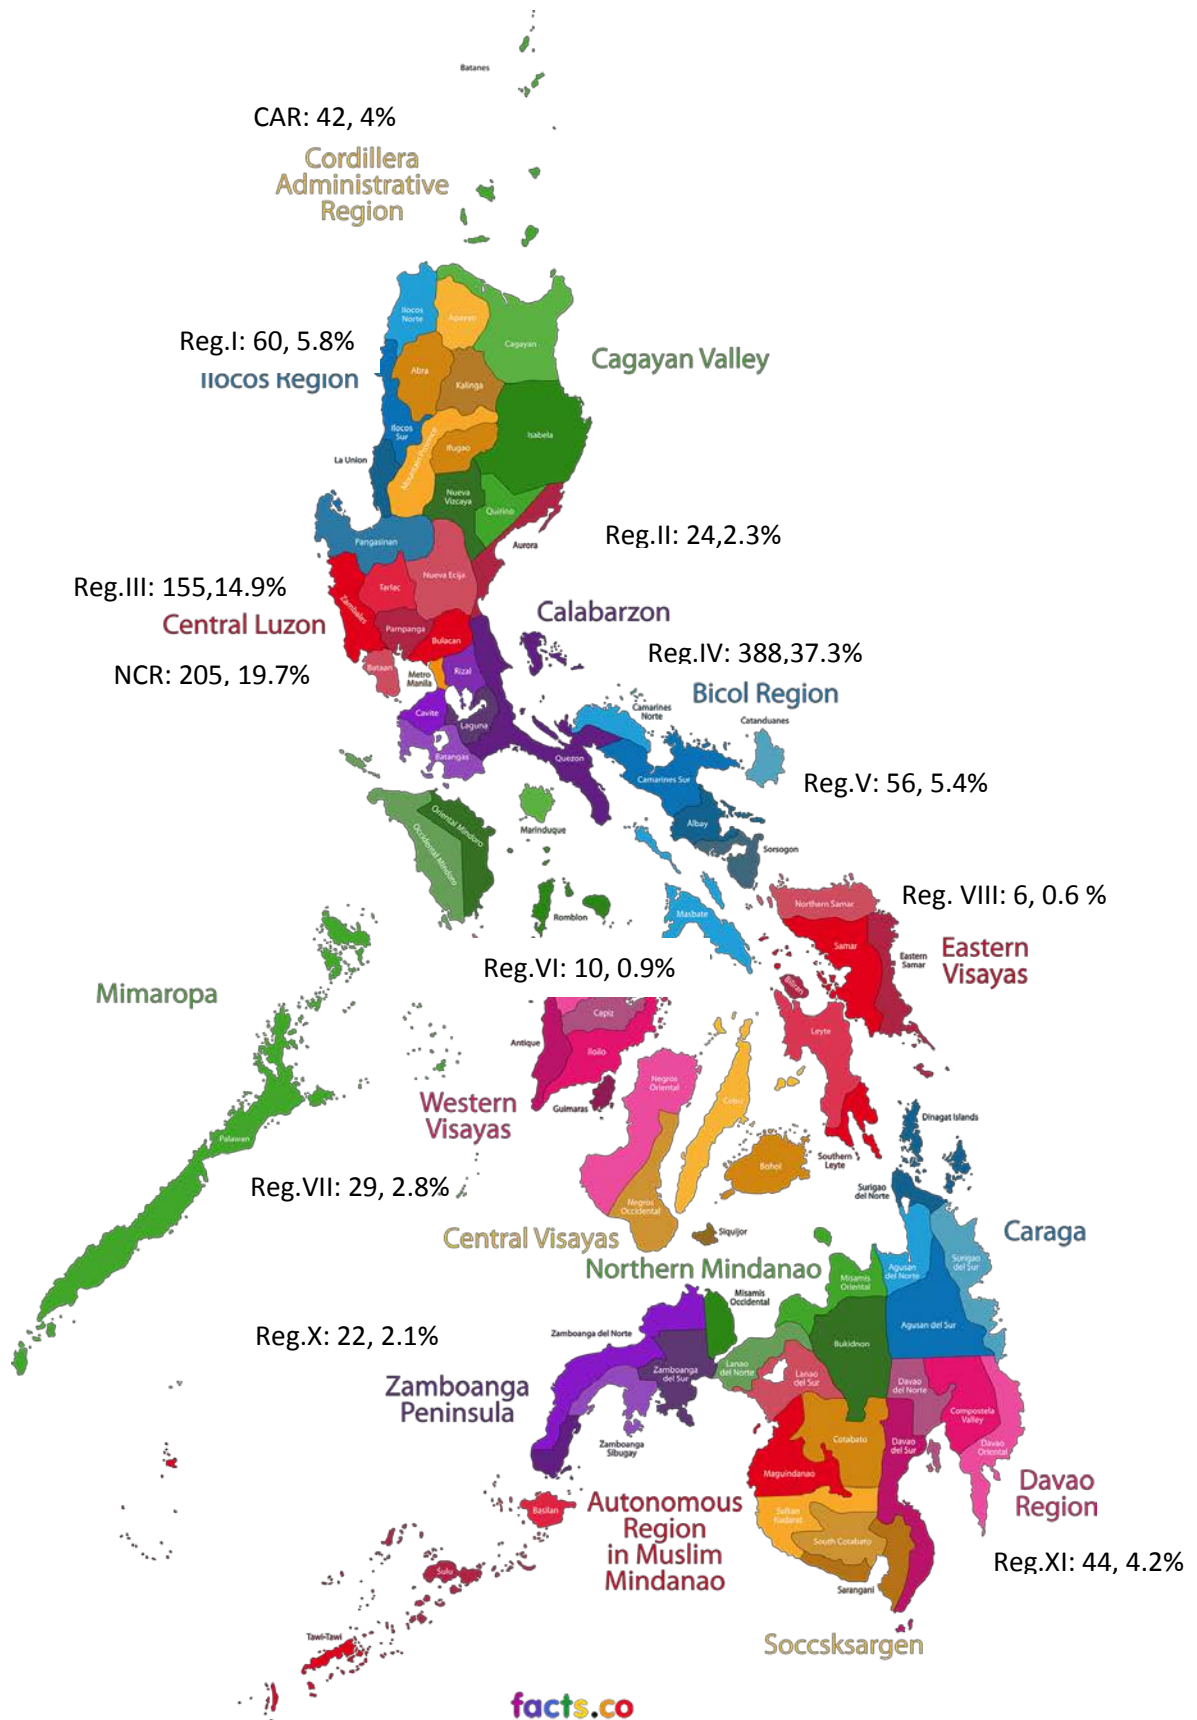 Batanes
CAR: 42, 4%
Cordillera
Administrative
Region
Ilocos
Norte
Apayao
Cagayan
Reg.I: 60, 5.8%
Ilocos Region
Cagayan Valley
Abra
Kalinga
Ilocos
Sur
Mountain Province
Ifugao
Isabela
La Union
Nueva
Vizcaya
Quirino
Pangasinan
Aurora
Reg.II: 24,2.3%
Reg.III: 155,14.9%
Tarlac
Nueva Ecija
Zambales
Central Luzon
Pampanga
Bulacan
Calabarzon
Reg.IV: 388,37.3%
NCR: 205, 19.7%
Bataan
Metro
Manila
Rizal
Bicol Region
Cavite
Laguna
Camarines
Norte
Catanduanes
Batangas
Quezon
Camarines Sur
Reg.V: 56, 5.4%
Oriental Mindoro
Occidental Mindoro
Marinduque
Albay
Sorsogon
Romblon
Masbate
Northern Samar
Reg. VIII: 6, 0.6 %
Samar
Eastern
Samar
Eastern
Visayas
Reg.VI: 10, 0.9%
Mimaropa
Biliran
Capiz
Antique
Iloilo
Leyte
Negros
Oriental
Guimaras
Cebu
Western
Visayas
Dinagat Islands
Palawan
Southern
Leyte
Bohol
Reg.VII: 29, 2.8%
Surigao
del Norte
Negros
Occidental
Central Visayas
Siquijor
Caraga
Northern Mindanao
Agusan
del Norte
Surigao
del Sur
Misamis
Oriental
Misamis
Occidental
Reg.X: 22, 2.1%
Zamboanga del Norte
Bukidnon
Agusan del Sur
Zamboanga
del Sur
Lanao
del Norte
Lanao
del Sur
Zamboanga
Peninsula
Davao
del Norte
Compostela
Valley
Zamboanga
Sibugay
Cotabato
Davao
del Sur
Davao
Oriental
Maguindanao
Davao
Region
Basilan
Autonomous
Region
in Muslim
Mindanao
Sultan
Kudarat
South Cotabato
Reg.XI: 44, 4.2%
Sulu
Sarangani
Tawi-Tawi
Soccsksargen
facts.co